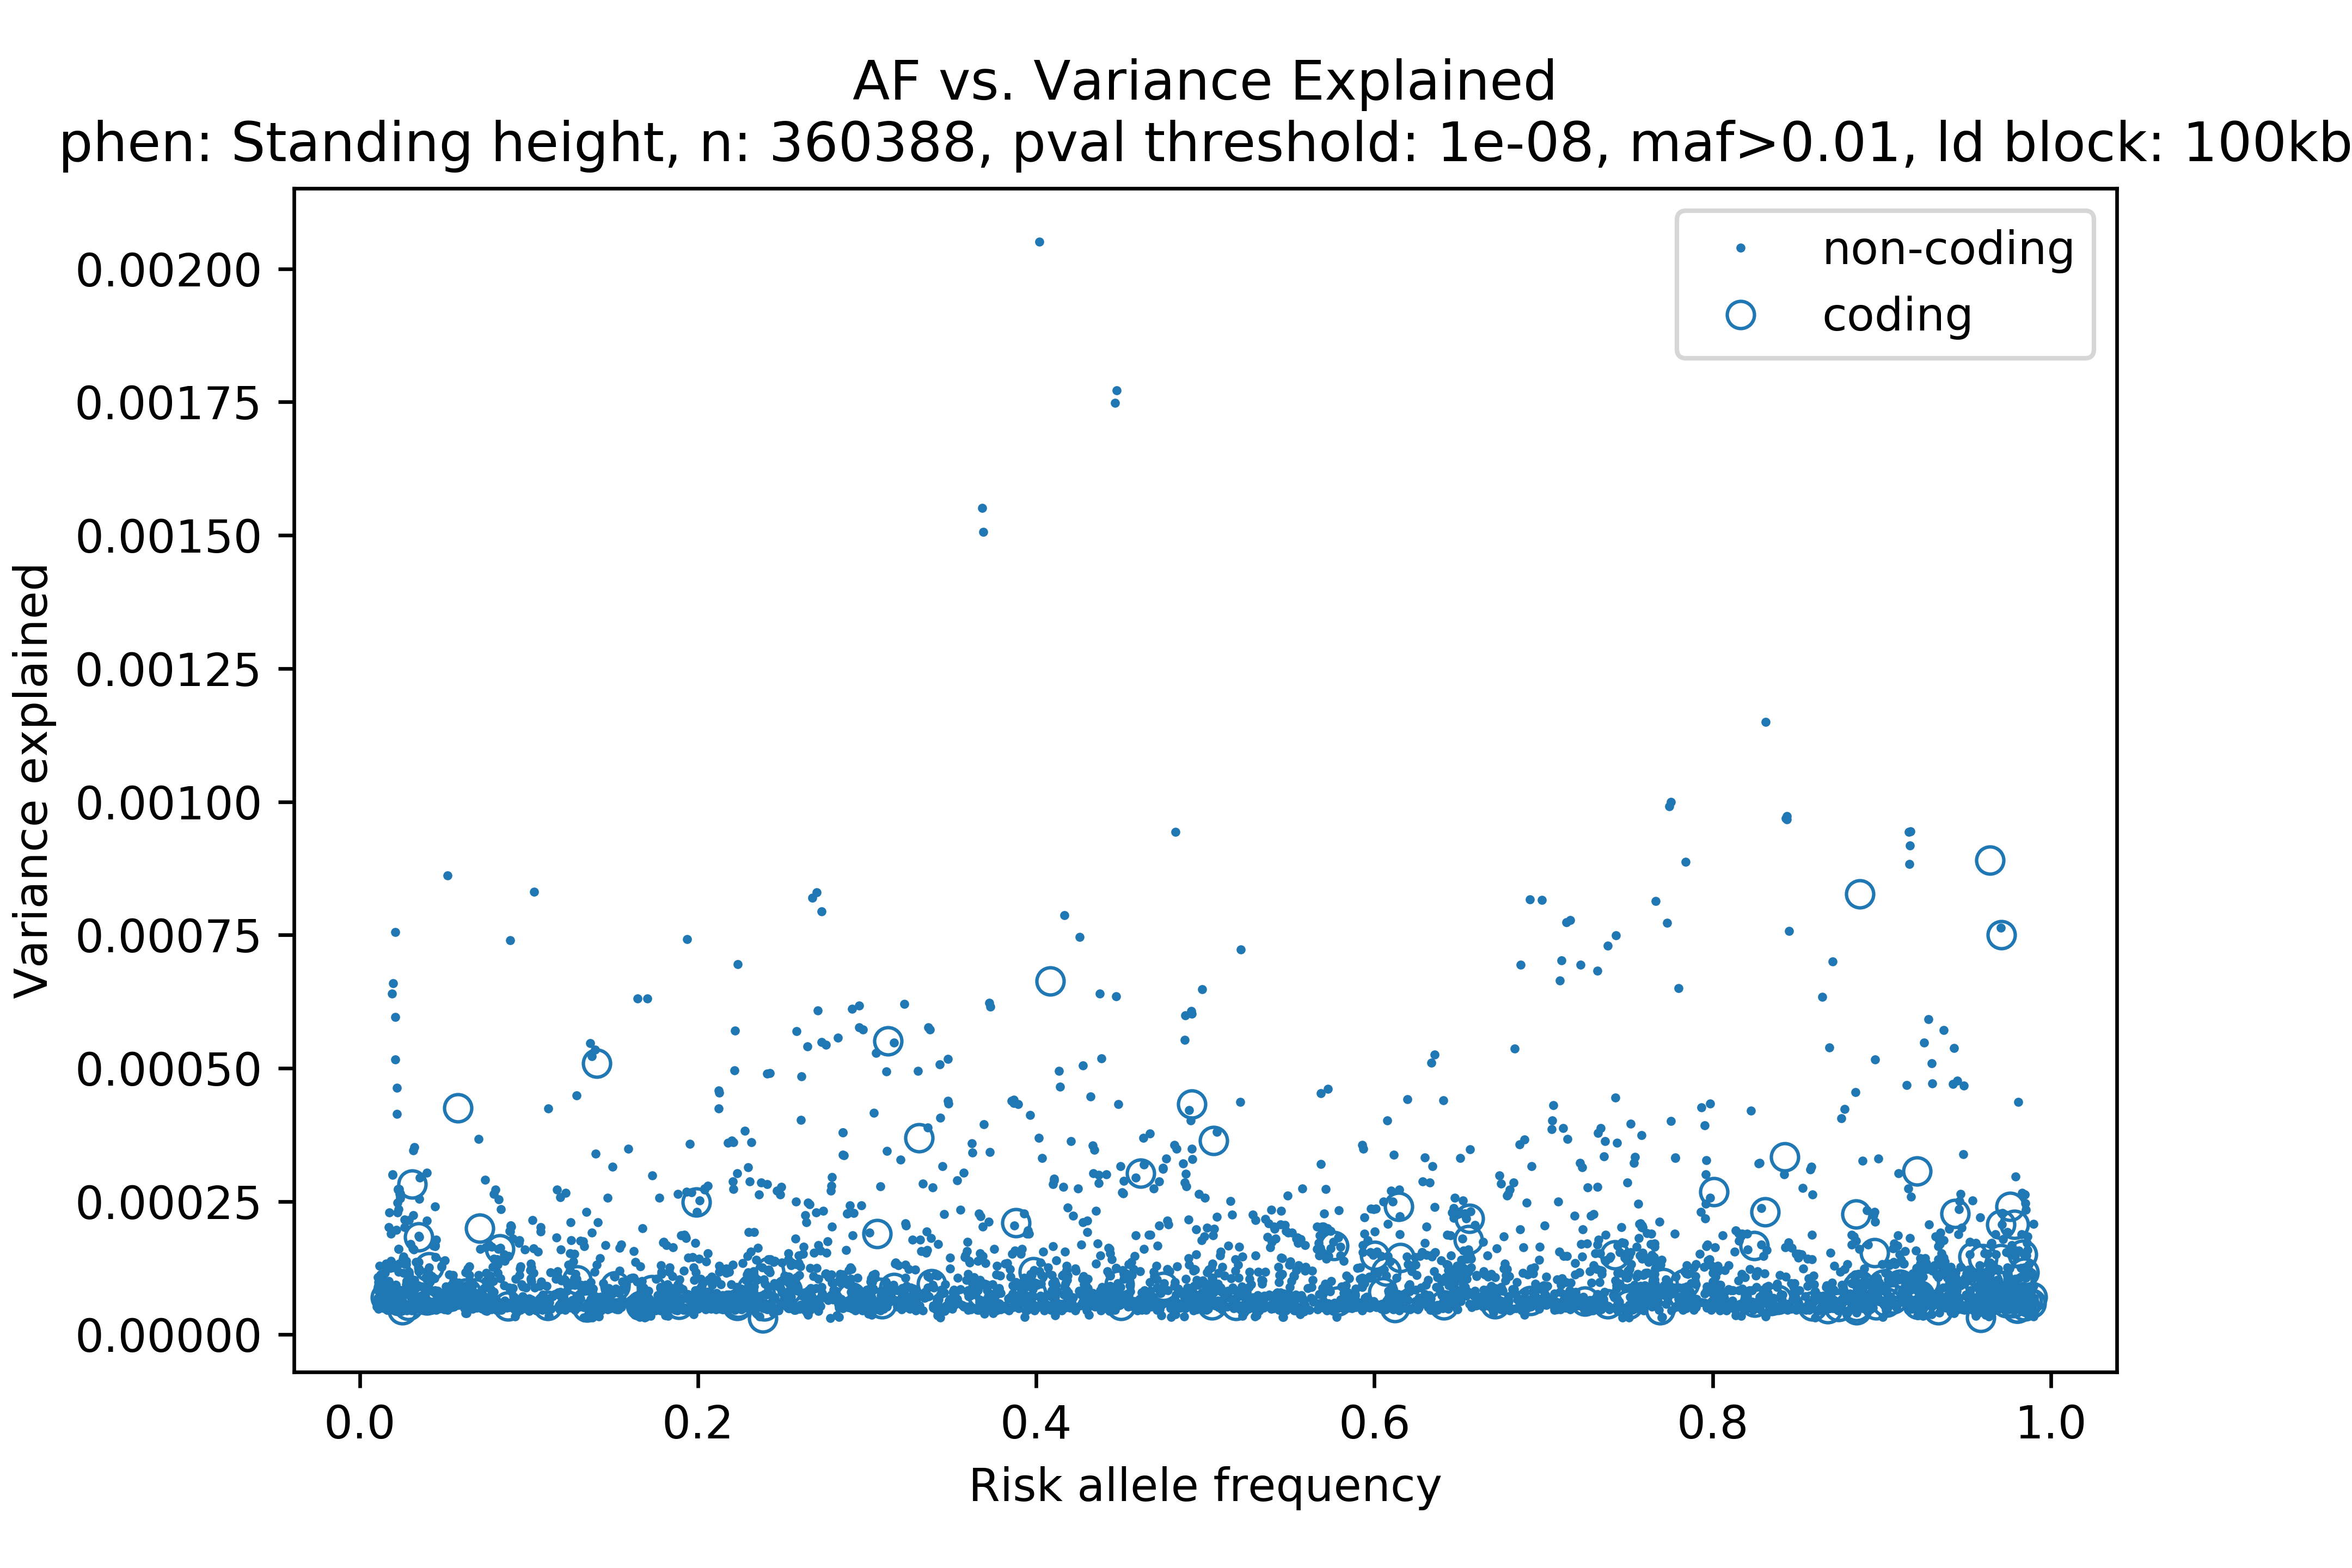 AF vs. Variance Explained
phen: Standing height, n: 360388, pval threshold: 1e-08, maf>0.01, ld block: 100kb
non-coding
coding
0.00200
0.00175
0.00150
0.00125
0.00100
0.00075
0.00050
0.00025
0.00000
Variance explained
0.0 0.2 0.4 0.6 0.8 1.0
Risk allele frequency